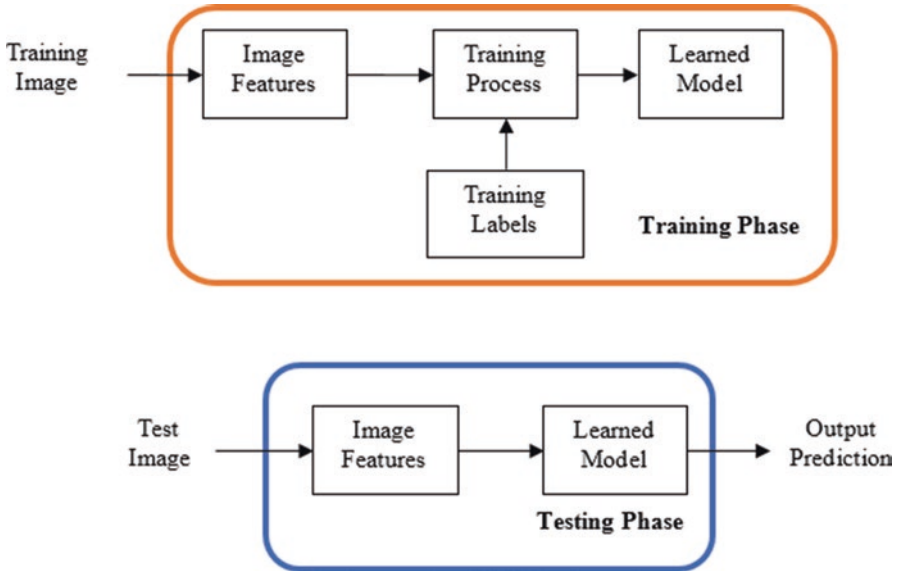 Training
Image
Image
Features
Training
Process
Learned
Model
Training
Labels
Training Phase
Test
Image
Image
Features
Learned
Model
Output
Prediction
Testing Phase